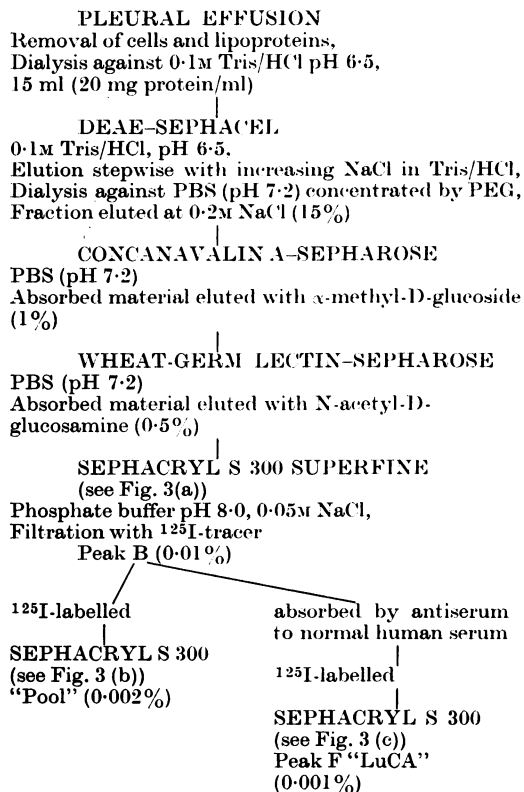 PLEURAL EFFUSION
Removal of cells and lipoproteins,
Dialysis against 0·1M Tris/HCl pH 6·5,
15 ml (20 mg protein/ml)
DEAE–SEPHACEL
0·1M Tris/HCl, pH 6·5.
Elution stepwise with increasing NaCl in Tris/HCl,
Dialysis against PBS (pH 7·2) concentrated by PEG,
Fraction eluted at 0·2M NaCl (15%)
CONCANAVALIN A–SEPHAROSE
PBS (pH 7·2)
Absorbed material eluted with α-methyl-D-glucoside
(1%)
WHEAT-GERM LECTIN–SEPHAROSE
PBS (pH 7·2)
Absorbed material eluted with N-acetyl-D-
glucosamine (0·5%)
SEPHACRYL S 300 SUPERFINE
(see Fig. 3(a))
Phosphate buffer pH 8·0, 0·05M NaCl,
Filtration with ¹²⁵I-tracer
Peak B (0·01%)
¹²⁵I-labelled
SEPHACRYL S 300
(see Fig. 3 (b))
"Pool" (0·002%)
absorbed by antiserum
to normal human serum
¹²⁵I-labelled
SEPHACRYL S 300
(see Fig. 3 (c))
Peak F "LuCA"
(0·001%)